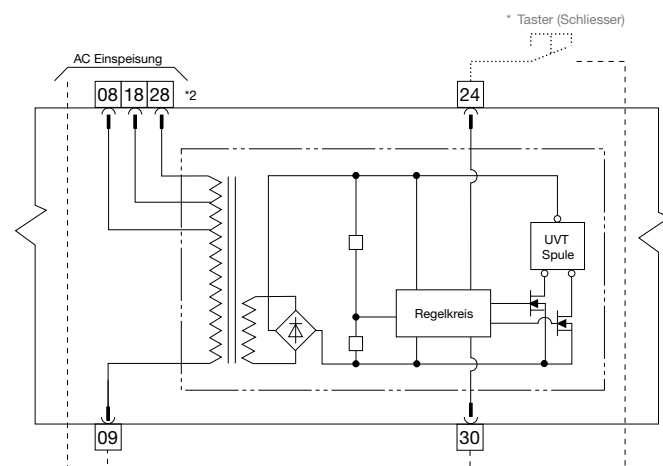 * Taster (Schliesser)
AC Einspeisung
08 18 28 *2
24
UVT
Spule
Regelkreis
09
30